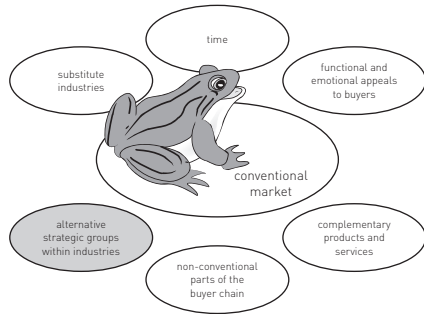 time
substitute
industries
functional and
emotional appeals
to buyers
conventional
market
alternative
strategic groups
within industries
complementary
products and
services
non-conventional
parts of the
buyer chain